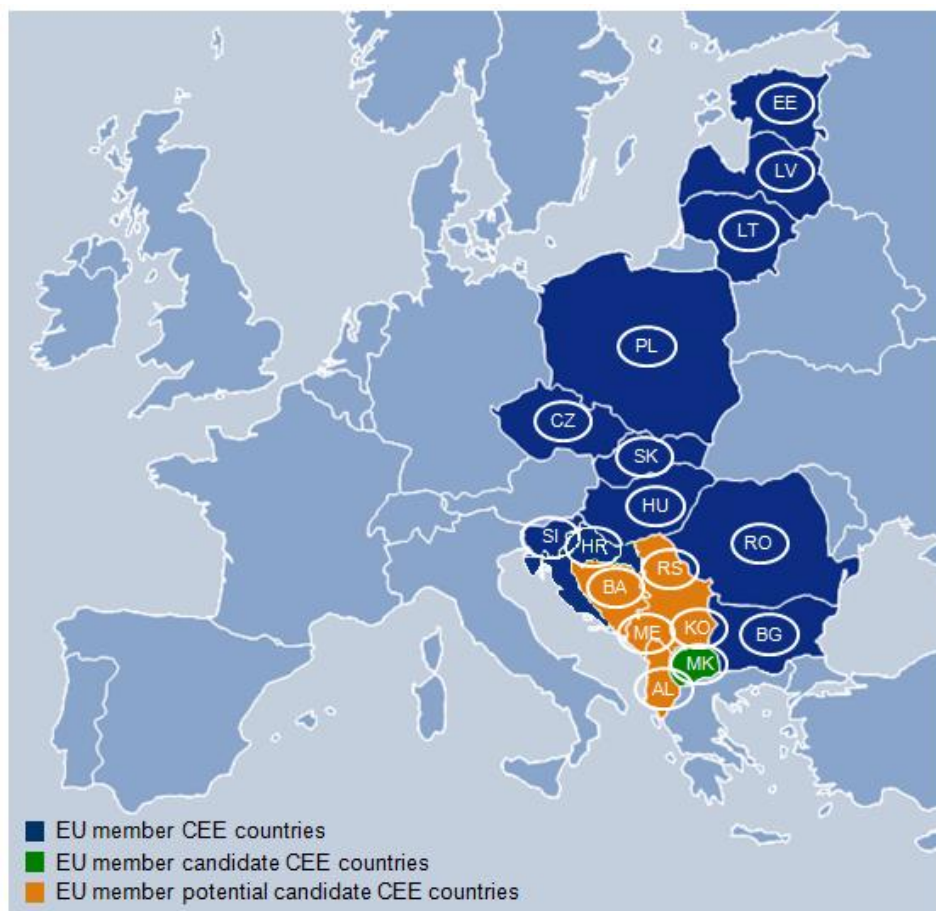 EE
LV
LT
PL
CZ
SK
HU
SI
HR
RO
RS
BA
ME
KO
BG
MK
AL
EU member CEE countries
EU member candidate CEE countries
EU member potential candidate CEE countries